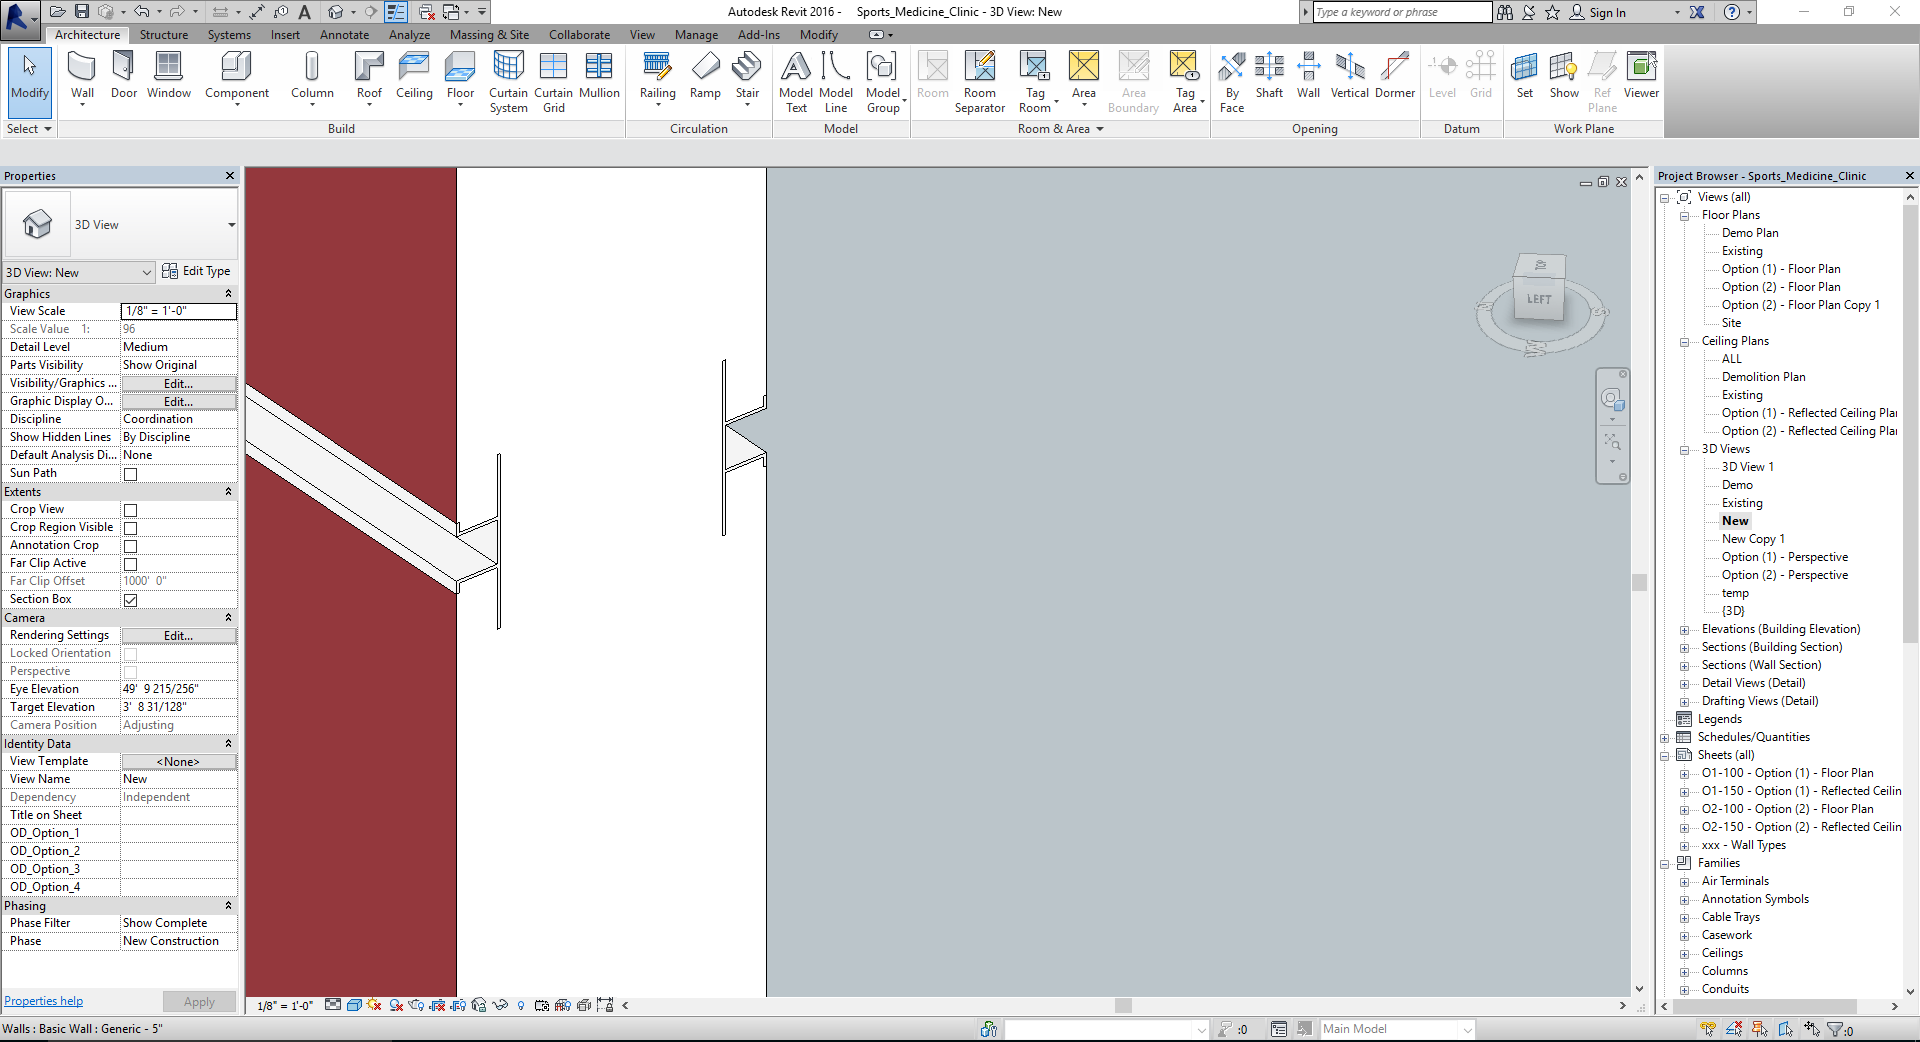 Autodesk Revit 2016 - Sports_Medicine_Clinic - 3D View: New
Type a keyword or phrase
Sign In
Architecture Structure Systems Insert Annotate Analyze Massing & Site Collaborate View Manage Add-Ins Modify
Modify Wall Door Window Component Column Roof Ceiling Floor Curtain System Curtain Grid Mullion Railing Ramp Stair Model Text Model Line Model Group Room Room Separator Tag Room Area Area Boundary Tag Area By Face Shaft Wall Vertical Dormer Level Grid Set Show Ref Plane Viewer
Select Build Circulation Model Room & Area Opening Datum Work Plane
Properties
3D View
3D View: New Edit Type
Graphics
View Scale 1/8" = 1'-0"
Scale Value 1: 96
Detail Level Medium
Parts Visibility Show Original
Visibility/Graphics ... Edit...
Graphic Display O... Edit...
Discipline Coordination
Show Hidden Lines By Discipline
Default Analysis Di... None
Sun Path
Extents
Crop View
Crop Region Visible
Annotation Crop
Far Clip Active
Far Clip Offset 1000' 0"
Section Box
Camera
Rendering Settings Edit...
Locked Orientation
Perspective
Eye Elevation 49' 9 215/256"
Target Elevation 3' 8 31/128"
Camera Position Adjusting
Identity Data
View Template <None>
View Name New
Dependency Independent
Title on Sheet
OD_Option_1
OD_Option_2
OD_Option_3
OD_Option_4
Phasing
Phase Filter Show Complete
Phase New Construction
Properties help Apply
LEFT
1/8" = 1'-0"
Project Browser - Sports_Medicine_Clinic
Views (all)
Floor Plans
Demo Plan
Existing
Option (1) - Floor Plan
Option (2) - Floor Plan
Option (2) - Floor Plan Copy 1
Site
Ceiling Plans
ALL
Demolition Plan
Existing
Option (1) - Reflected Ceiling Plan
Option (2) - Reflected Ceiling Plan
3D Views
3D View 1
Demo
Existing
New
New Copy 1
Option (1) - Perspective
Option (2) - Perspective
temp
{3D}
Elevations (Building Elevation)
Sections (Building Section)
Sections (Wall Section)
Detail Views (Detail)
Drafting Views (Detail)
Legends
Schedules/Quantities
Sheets (all)
O1-100 - Option (1) - Floor Plan
O1-150 - Option (1) - Reflected Ceilin
O2-100 - Option (2) - Floor Plan
O2-150 - Option (2) - Reflected Ceilin
xxx - Wall Types
Families
Air Terminals
Annotation Symbols
Cable Trays
Casework
Ceilings
Columns
Conduits
Walls : Basic Wall : Generic - 5"
:0
Main Model
:0